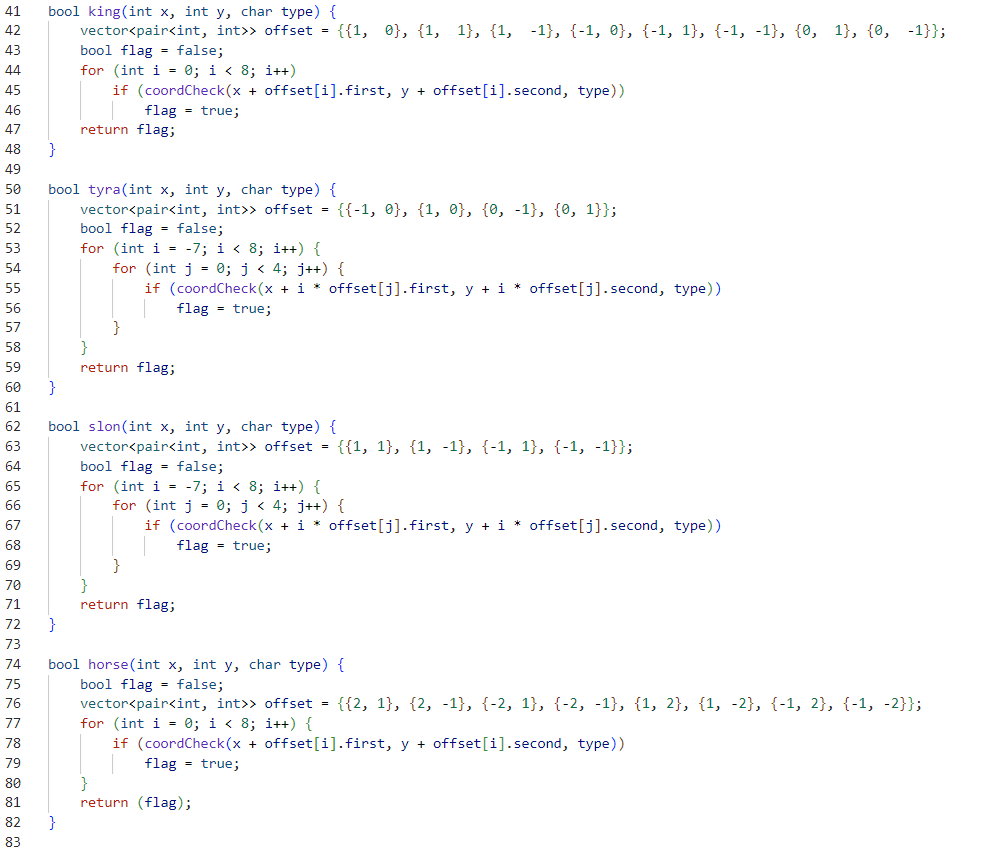 41 bool king(int x, int y, char type) {
42     vector<pair<int, int>> offset = {{1,  0}, {1,  1}, {1,  -1}, {-1, 0}, {-1, 1}, {-1, -1}, {0,  1}, {0,  -1}};
43     bool flag = false;
44     for (int i = 0; i < 8; i++)
45         if (coordCheck(x + offset[i].first, y + offset[i].second, type))
46             flag = true;
47     return flag;
48 }
49
50 bool tyra(int x, int y, char type) {
51     vector<pair<int, int>> offset = {{-1, 0}, {1, 0}, {0, -1}, {0, 1}};
52     bool flag = false;
53     for (int i = -7; i < 8; i++) {
54         for (int j = 0; j < 4; j++) {
55             if (coordCheck(x + i * offset[j].first, y + i * offset[j].second, type))
56                 flag = true;
57         }
58     }
59     return flag;
60 }
61
62 bool slon(int x, int y, char type) {
63     vector<pair<int, int>> offset = {{1, 1}, {1, -1}, {-1, 1}, {-1, -1}};
64     bool flag = false;
65     for (int i = -7; i < 8; i++) {
66         for (int j = 0; j < 4; j++) {
67             if (coordCheck(x + i * offset[j].first, y + i * offset[j].second, type))
68                 flag = true;
69         }
70     }
71     return flag;
72 }
73
74 bool horse(int x, int y, char type) {
75     bool flag = false;
76     vector<pair<int, int>> offset = {{2, 1}, {2, -1}, {-2, 1}, {-2, -1}, {1, 2}, {1, -2}, {-1, 2}, {-1, -2}};
77     for (int i = 0; i < 8; i++) {
78         if (coordCheck(x + offset[i].first, y + offset[i].second, type))
79             flag = true;
80     }
81     return (flag);
82 }
83